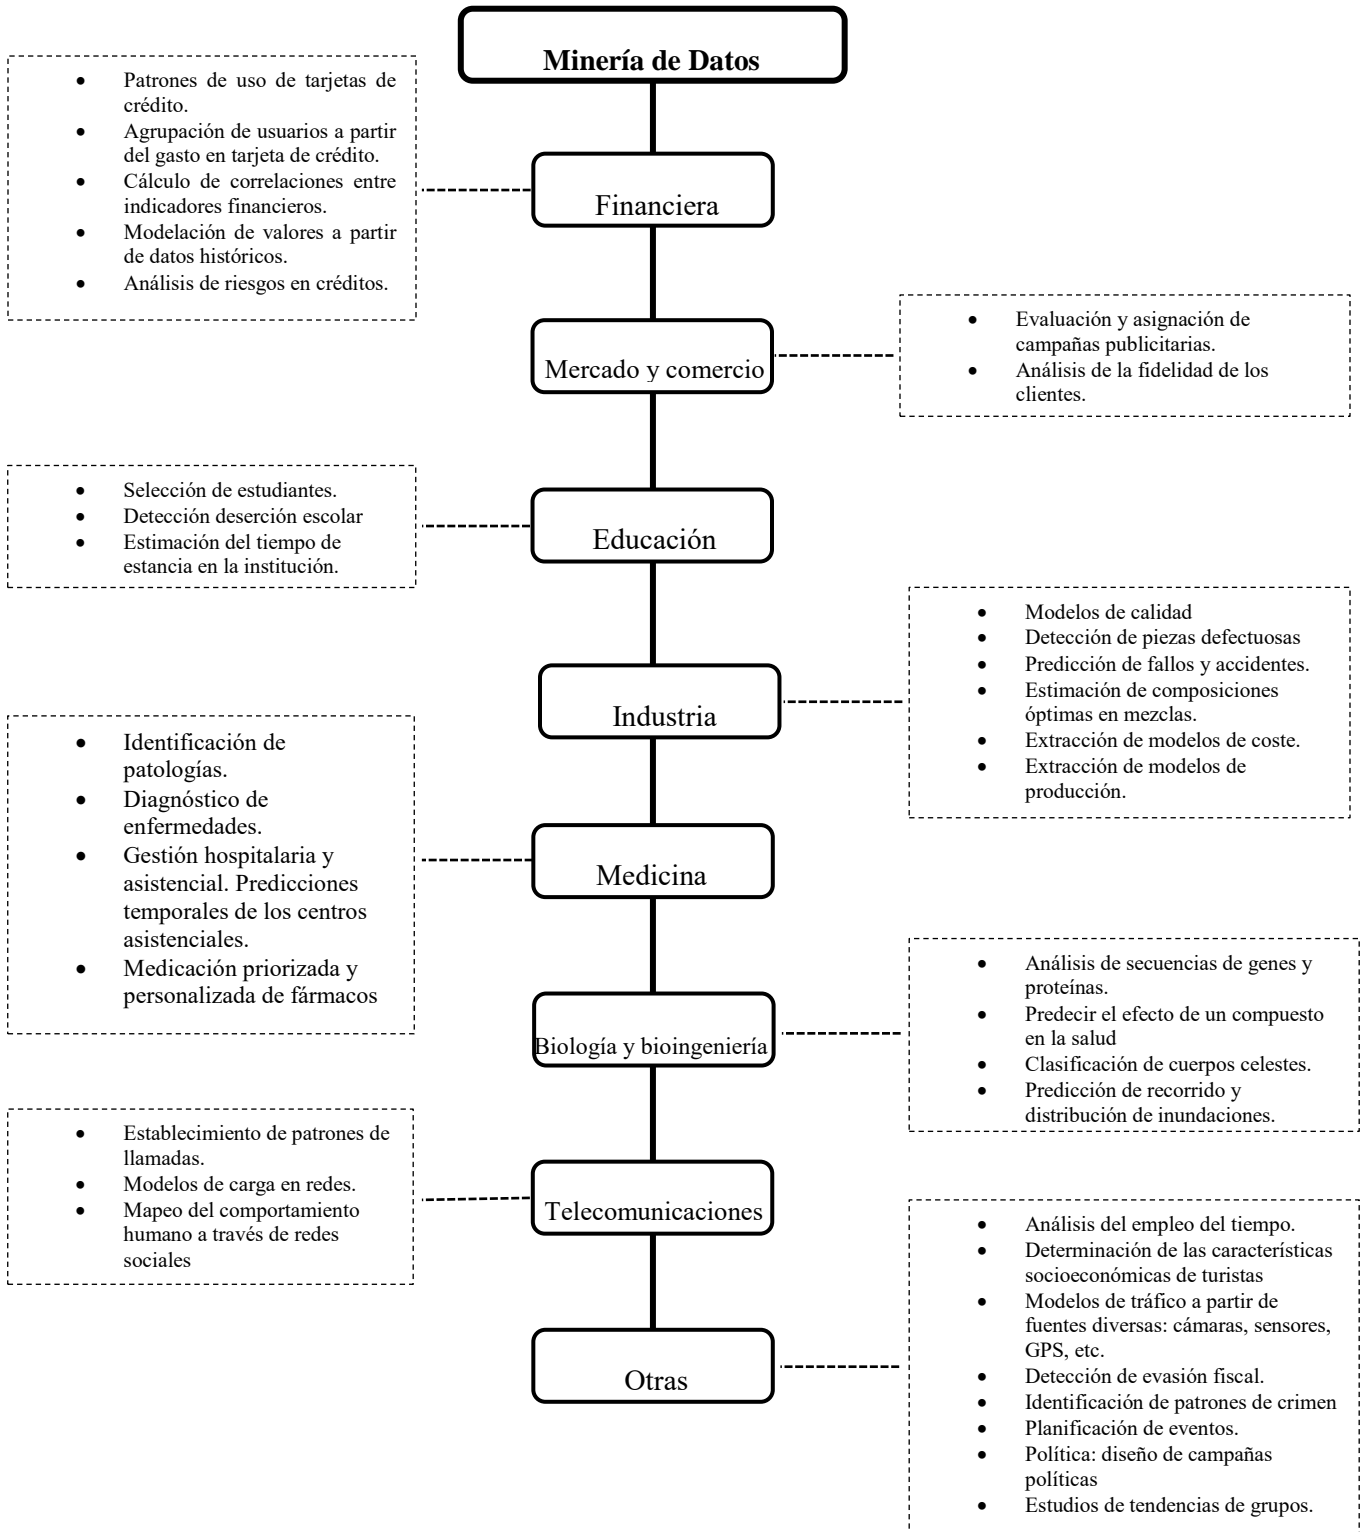 Minería de Datos
• Patrones de uso de tarjetas de
crédito.
• Agrupación de usuarios a partir
del gasto en tarjeta de crédito.
• Cálculo de correlaciones entre
indicadores financieros.
• Modelación de valores a partir
de datos históricos.
• Análisis de riesgos en créditos.
Financiera
Mercado y comercio
• Evaluación y asignación de
campañas publicitarias.
• Análisis de la fidelidad de los
clientes.
• Selección de estudiantes.
• Detección deserción escolar
• Estimación del tiempo de
estancia en la institución.
Educación
Industria
• Modelos de calidad
• Detección de piezas defectuosas
• Predicción de fallos y accidentes.
• Estimación de composiciones
óptimas en mezclas.
• Extracción de modelos de coste.
• Extracción de modelos de
producción.
• Identificación de
patologías.
• Diagnóstico de
enfermedades.
• Gestión hospitalaria y
asistencial. Predicciones
temporales de los centros
asistenciales.
• Medicación priorizada y
personalizada de fármacos
Medicina
Biología y bioingeniería
• Análisis de secuencias de genes y
proteínas.
• Predecir el efecto de un compuesto
en la salud
• Clasificación de cuerpos celestes.
• Predicción de recorrido y
distribución de inundaciones.
• Establecimiento de patrones de
llamadas.
• Modelos de carga en redes.
• Mapeo del comportamiento
humano a través de redes
sociales
Telecomunicaciones
Otras
• Análisis del empleo del tiempo.
• Determinación de las características
socioeconómicas de turistas
• Modelos de tráfico a partir de
fuentes diversas: cámaras, sensores,
GPS, etc.
• Detección de evasión fiscal.
• Identificación de patrones de crimen
• Planificación de eventos.
• Política: diseño de campañas
políticas
• Estudios de tendencias de grupos.